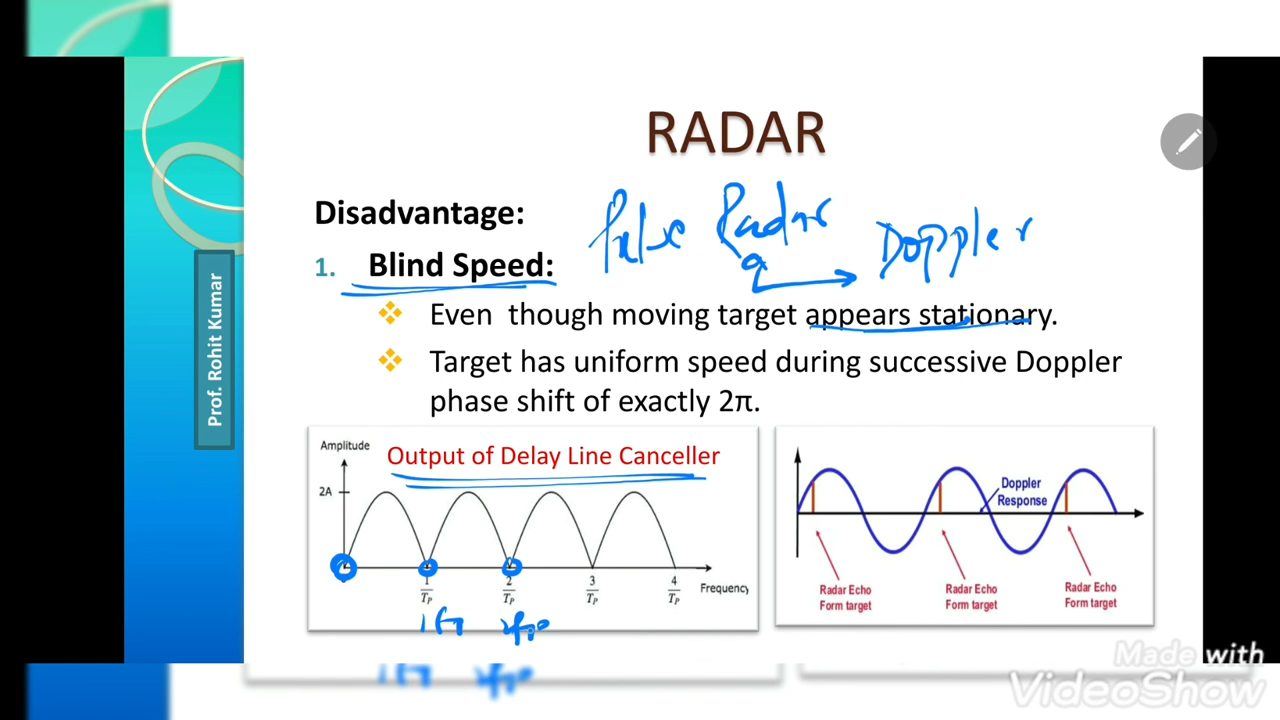 RADAR
Disadvantage:
Pulse Radar
Doppler
1. Blind Speed:
Even though moving target appears stationary.
Target has uniform speed during successive Doppler
phase shift of exactly 2π.
Prof. Rohit Kumar
Amplitude
Output of Delay Line Canceller
2A
1/Tₚ 2/Tₚ 3/Tₚ 4/Tₚ
Frequency
Doppler
Response
Radar Echo
Form target
Radar Echo
Form target
Radar Echo
Form target
Made with
VideoShow